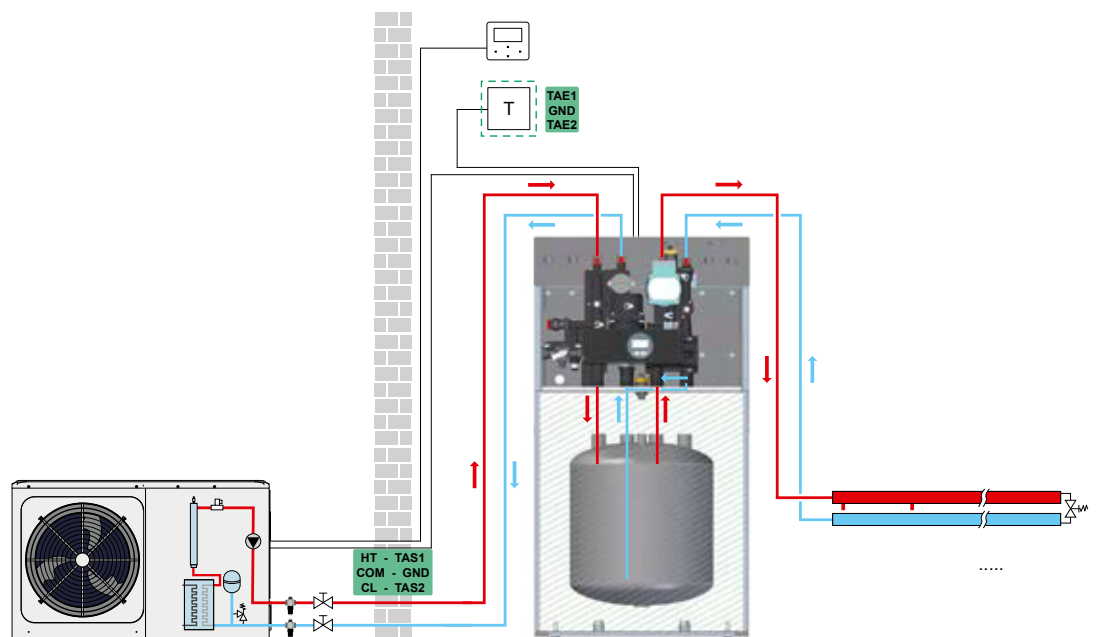 T
TAE1
GND
TAE2
HT - TAS1
COM - GND
CL - TAS2
.....